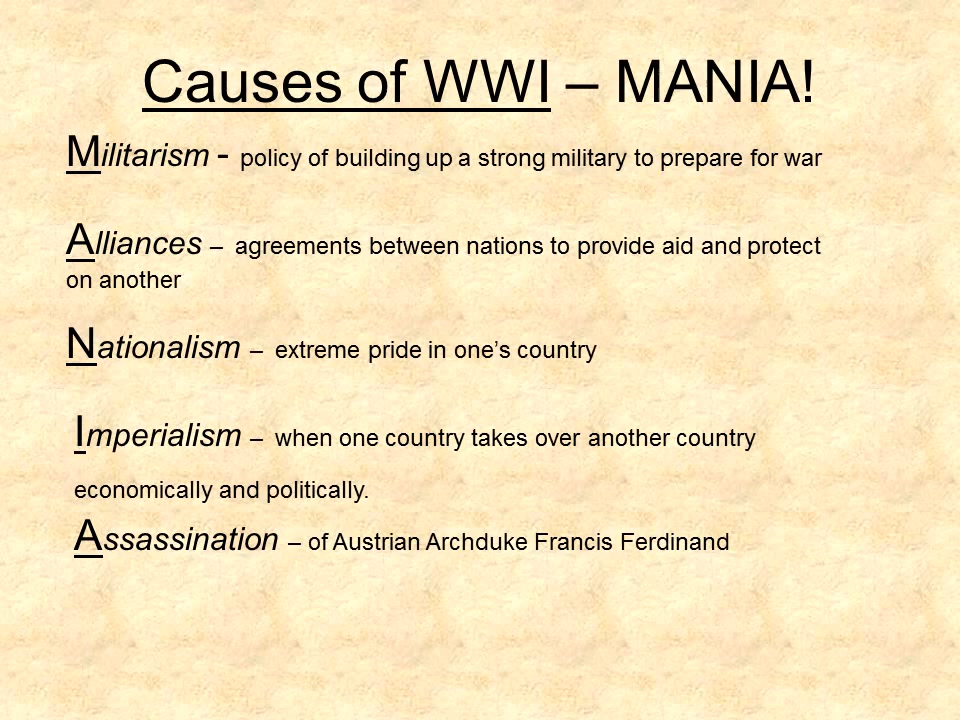 Causes of WWI – MANIA!
Militarism - policy of building up a strong military to prepare for war
Alliances – agreements between nations to provide aid and protect
on another
Nationalism – extreme pride in one’s country
Imperialism – when one country takes over another country
economically and politically.
Assassination – of Austrian Archduke Francis Ferdinand